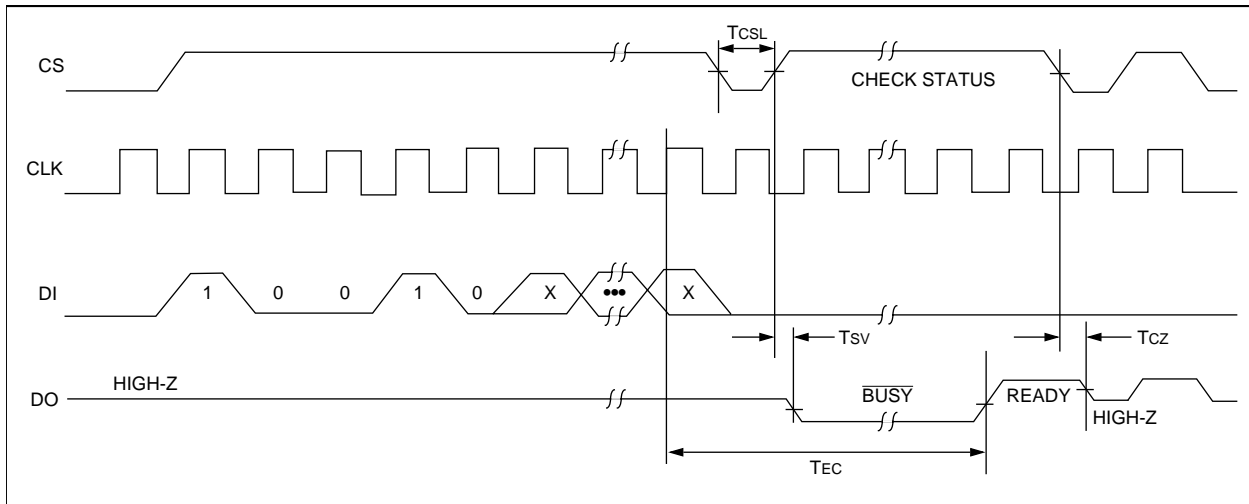 TCSL
CS
CHECK STATUS
CLK
DI
1 0 0 1 0 X ••• X
TSV
TCZ
HIGH-Z
DO
BUSY
READY
HIGH-Z
TEC